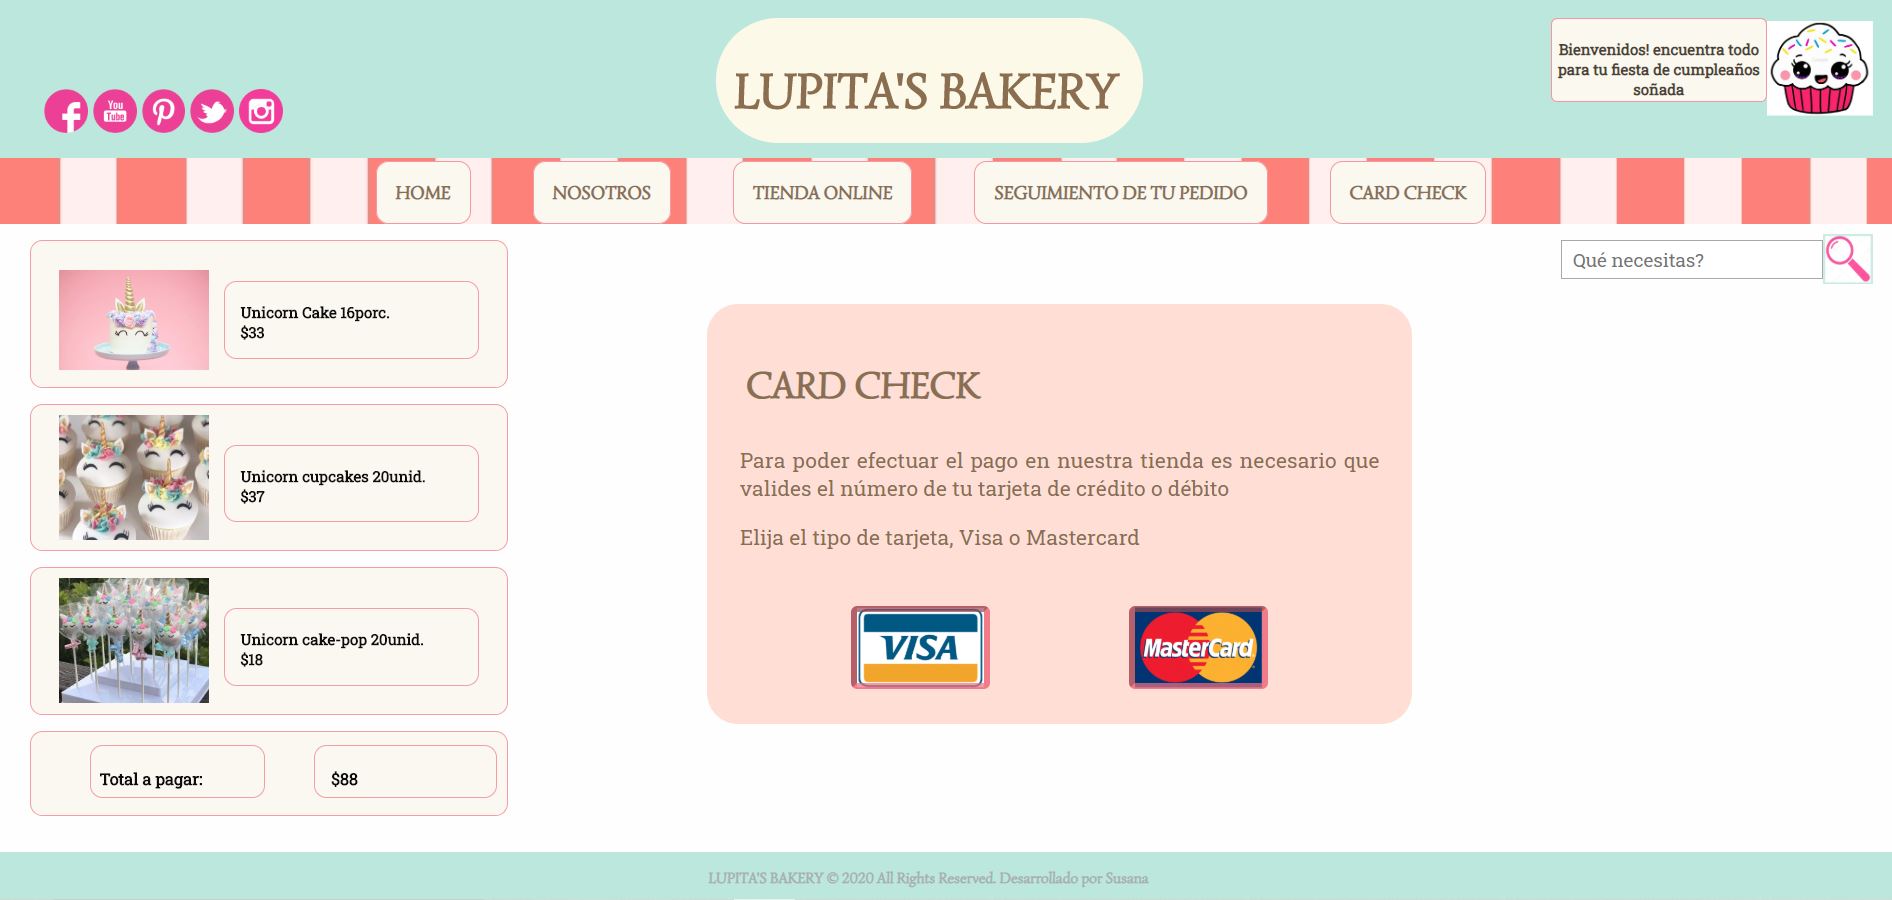 LUPITA'S BAKERY
Bienvenidos! encuentra todo
para tu fiesta de cumpleaños
soñada
You
Tube
HOME
NOSOTROS
TIENDA ONLINE
SEGUIMIENTO DE TU PEDIDO
CARD CHECK
Qué necesitas?
Unicorn Cake 16porc.
$33
Unicorn cupcakes 20unid.
$37
Unicorn cake-pop 20unid.
$18
Total a pagar:
$88
CARD CHECK
Para poder efectuar el pago en nuestra tienda es necesario que
valides el número de tu tarjeta de crédito o débito
Elija el tipo de tarjeta, Visa o Mastercard
VISA
MasterCard
LUPITA'S BAKERY © 2020 All Rights Reserved. Desarrollado por Susana